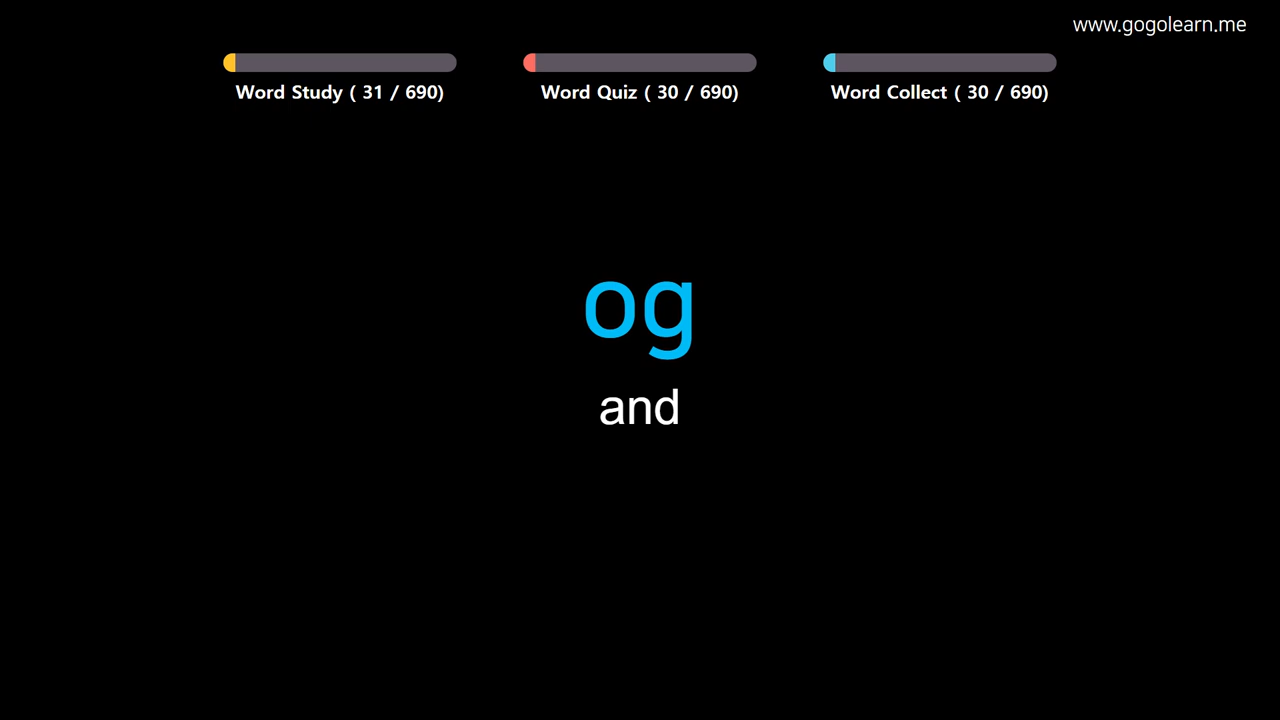 www.gogolearn.me
Word Study ( 31 / 690)
Word Quiz ( 30 / 690)
Word Collect ( 30 / 690)
og
and